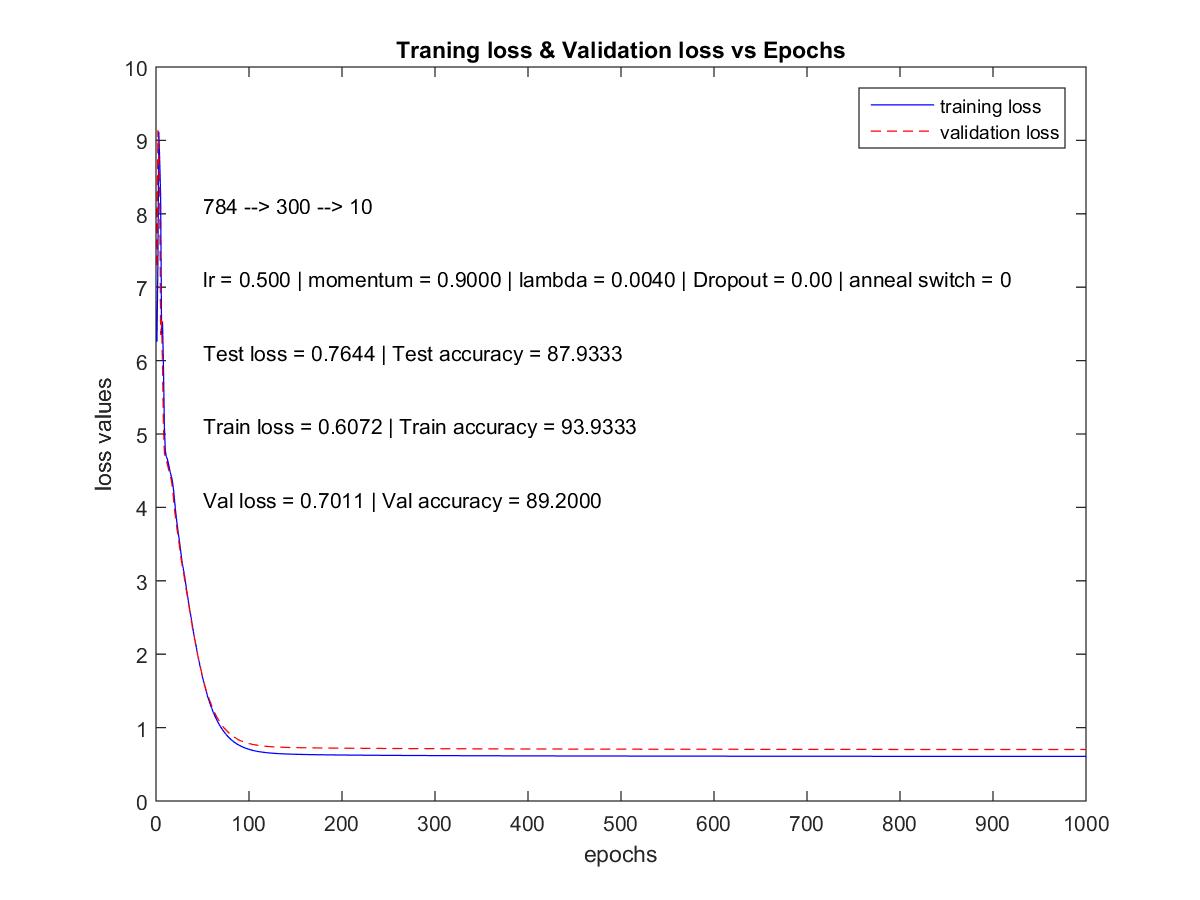 Traning loss & Validation loss vs Epochs
training loss
validation loss
784 --> 300 --> 10
lr = 0.500 | momentum = 0.9000 | lambda = 0.0040 | Dropout = 0.00 | anneal switch = 0
Test loss = 0.7644 | Test accuracy = 87.9333
Train loss = 0.6072 | Train accuracy = 93.9333
Val loss = 0.7011 | Val accuracy = 89.2000
loss values
10
9
8
7
6
5
4
3
2
1
0
0 100 200 300 400 500 600 700 800 900 1000
epochs